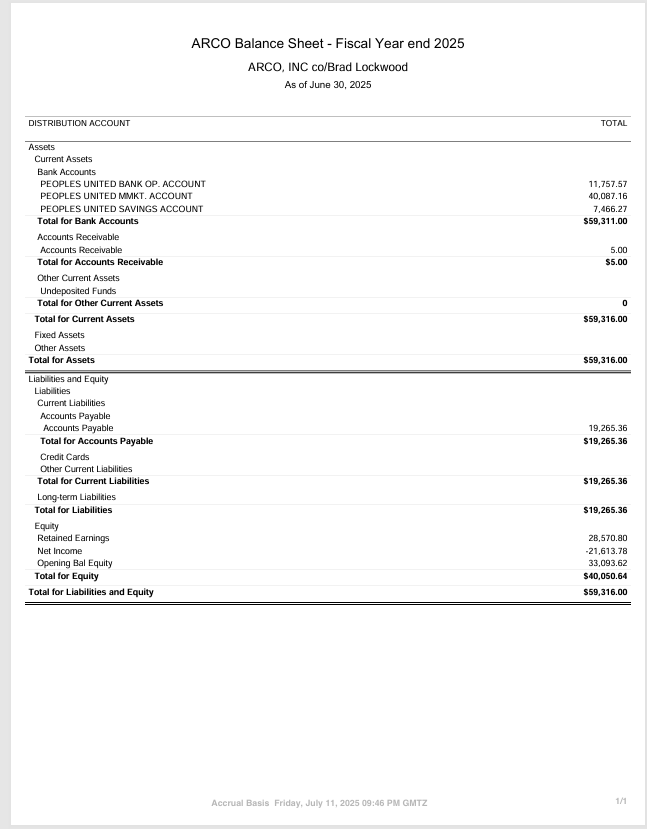 ARCO Balance Sheet - Fiscal Year end 2025
ARCO, INC co/Brad Lockwood
As of June 30, 2025
DISTRIBUTION ACCOUNT TOTAL
Assets
Current Assets
Bank Accounts
PEOPLES UNITED BANK OP. ACCOUNT 11,757.57
PEOPLES UNITED MMKT. ACCOUNT 40,087.16
PEOPLES UNITED SAVINGS ACCOUNT 7,466.27
Total for Bank Accounts $59,311.00
Accounts Receivable
Accounts Receivable 5.00
Total for Accounts Receivable $5.00
Other Current Assets
Undeposited Funds
Total for Other Current Assets 0
Total for Current Assets $59,316.00
Fixed Assets
Other Assets
Total for Assets $59,316.00
Liabilities and Equity
Liabilities
Current Liabilities
Accounts Payable
Accounts Payable 19,265.36
Total for Accounts Payable $19,265.36
Credit Cards
Other Current Liabilities
Total for Current Liabilities $19,265.36
Long-term Liabilities
Total for Liabilities $19,265.36
Equity
Retained Earnings 28,570.80
Net Income -21,613.78
Opening Bal Equity 33,093.62
Total for Equity $40,050.64
Total for Liabilities and Equity $59,316.00
Accrual Basis Friday, July 11, 2025 09:46 PM GMTZ 1/1